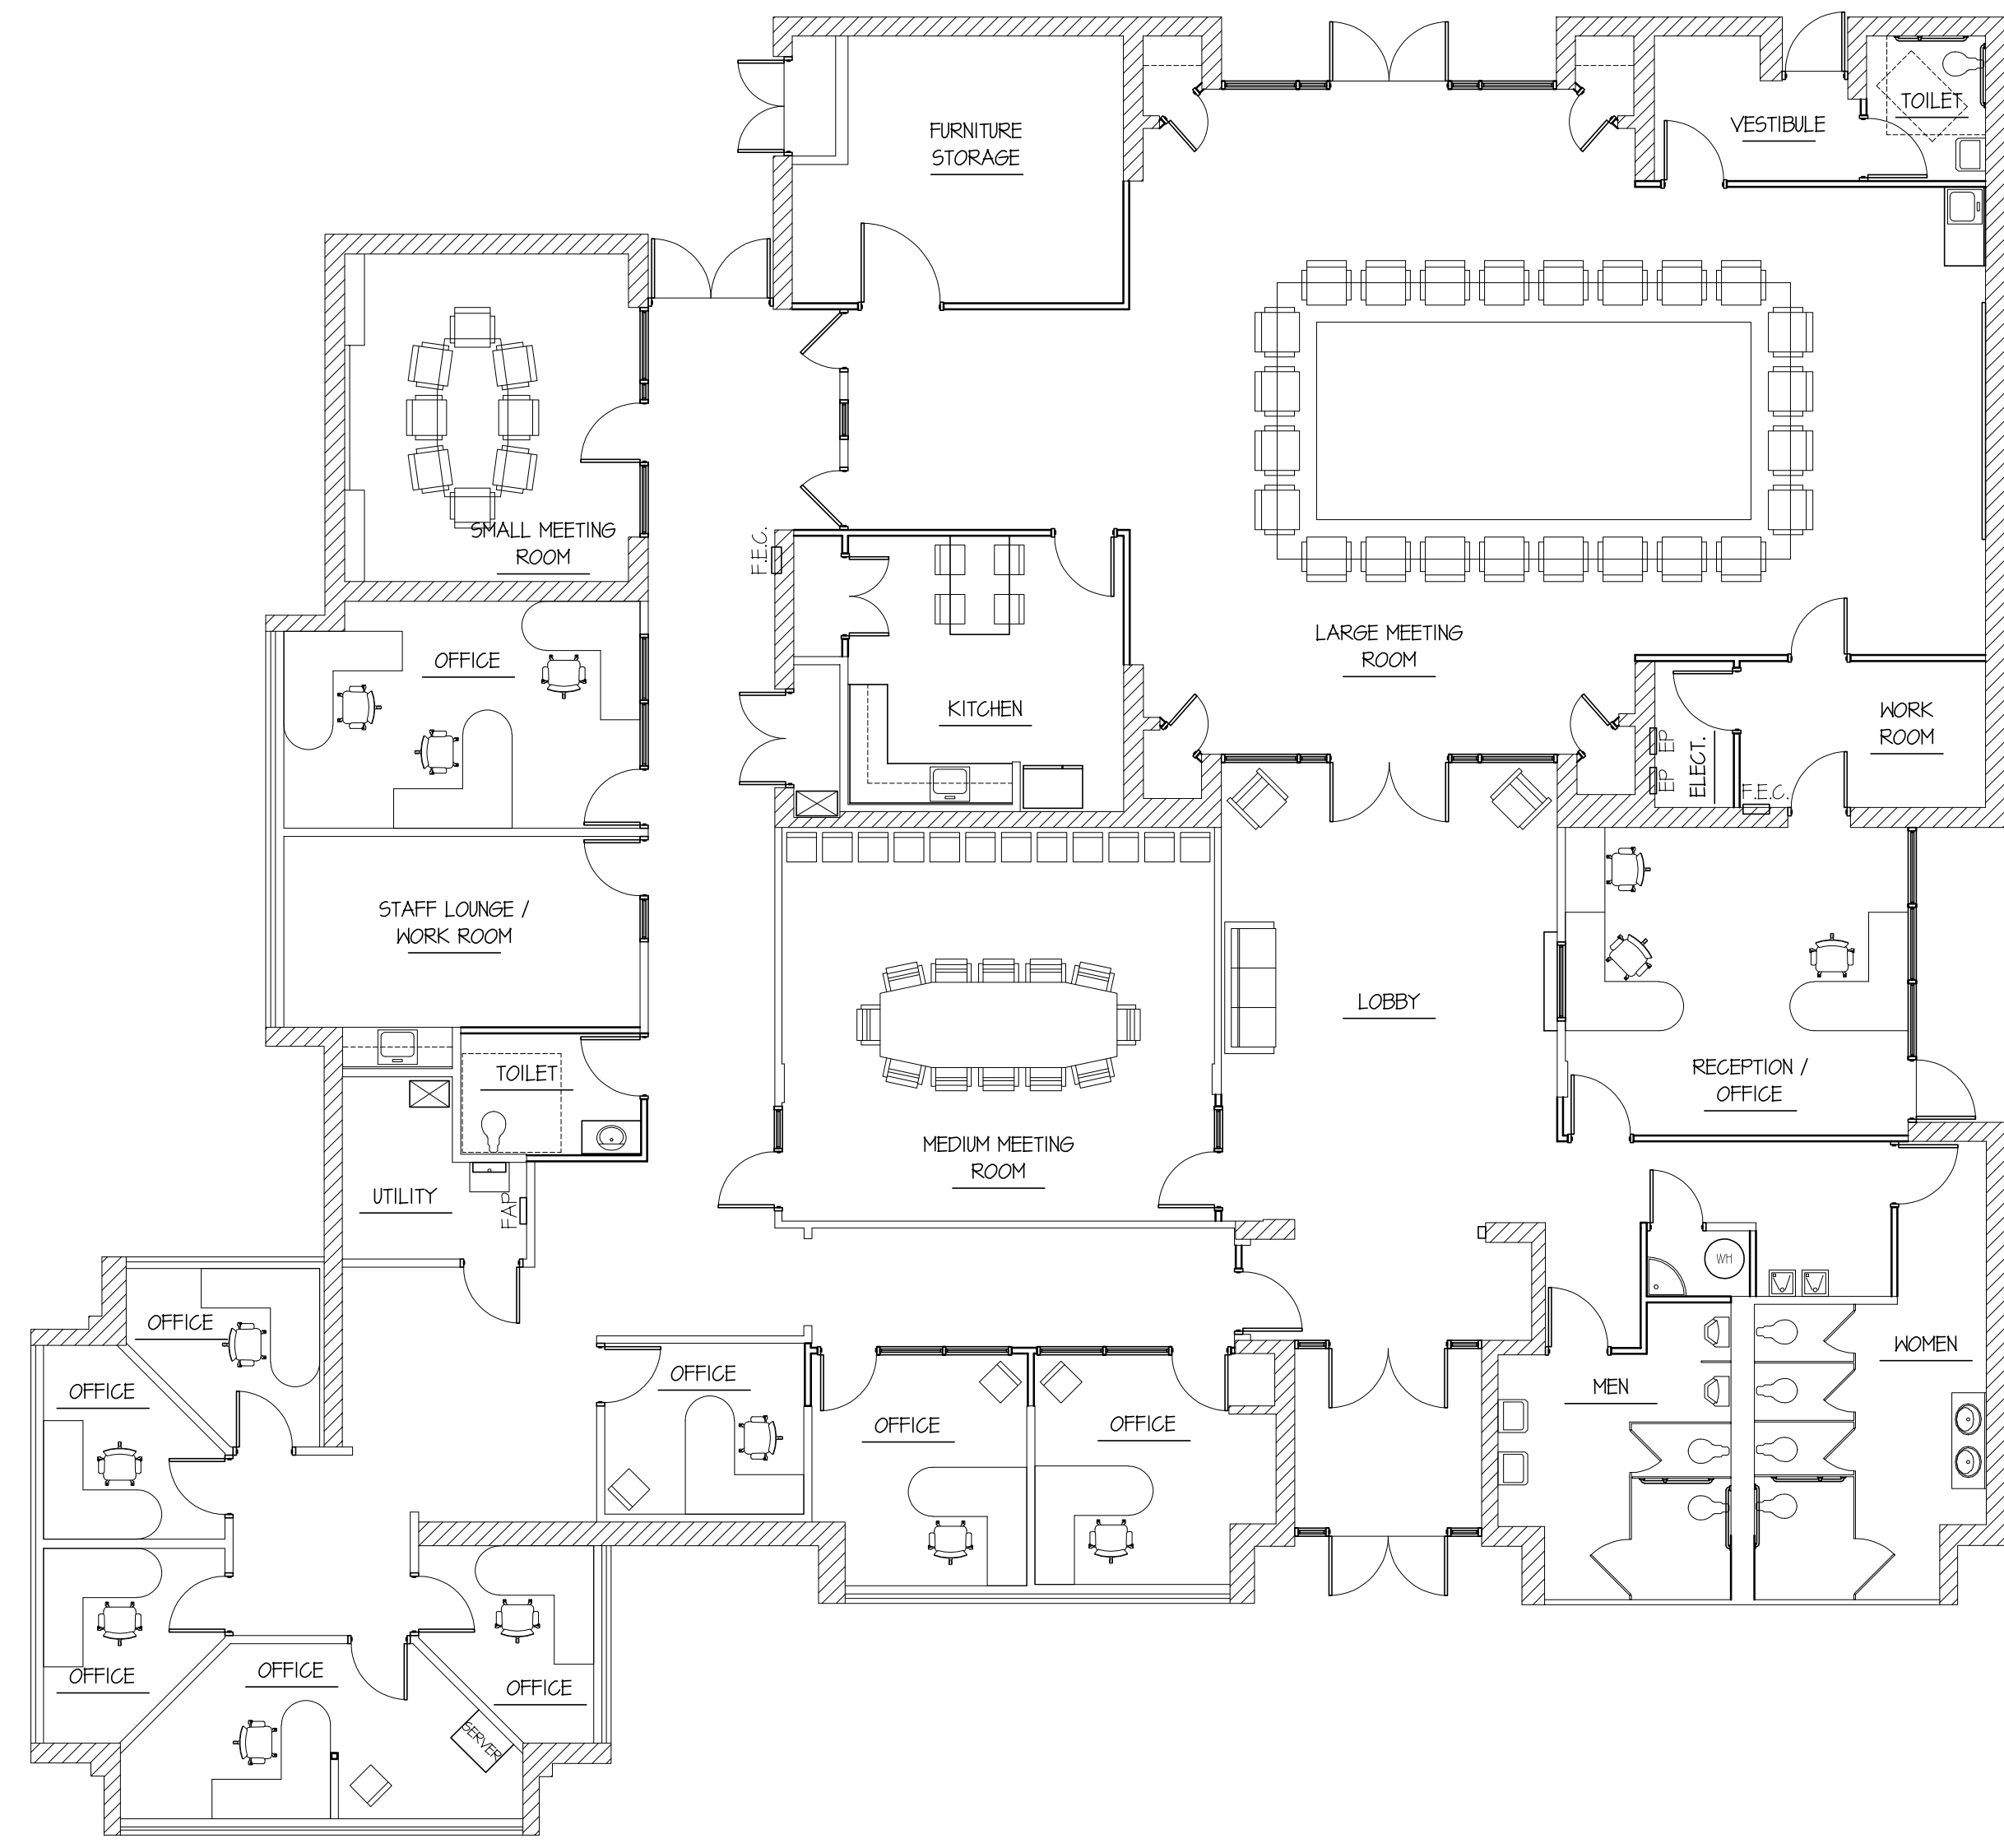 FURNITURE
STORAGE
VESTIBULE
TOILET
SMALL MEETING
ROOM
F.E.C.
OFFICE
KITCHEN
LARGE MEETING
ROOM
WORK
ROOM
EP
EP
ELECT.
F.E.C.
STAFF LOUNGE /
WORK ROOM
LOBBY
RECEPTION /
OFFICE
TOILET
MEDIUM MEETING
ROOM
UTILITY
FAP
WH
OFFICE
OFFICE
OFFICE
OFFICE
OFFICE
MEN
WOMEN
OFFICE
OFFICE
OFFICE
SERVER